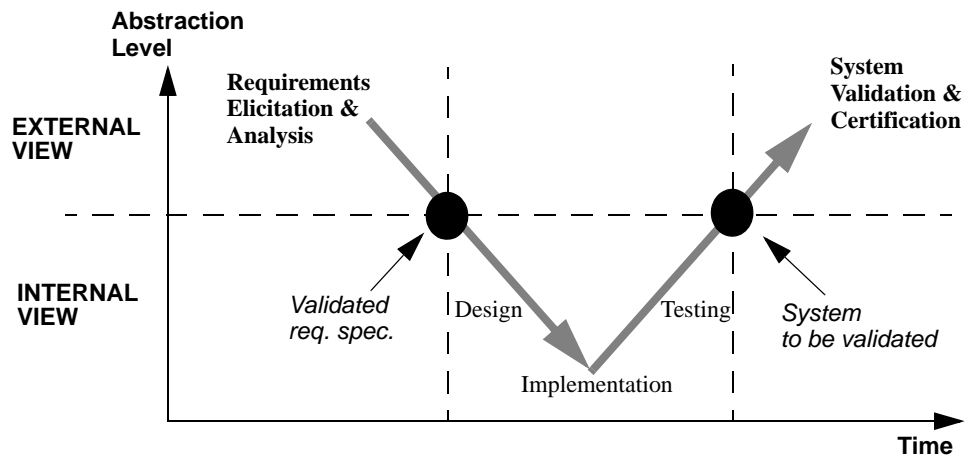 Abstraction
Level
Requirements
Elicitation &
Analysis
System
Validation &
Certification
EXTERNAL
VIEW
INTERNAL
VIEW
Validated
req. spec.
Design
Testing
System
to be validated
Implementation
Time